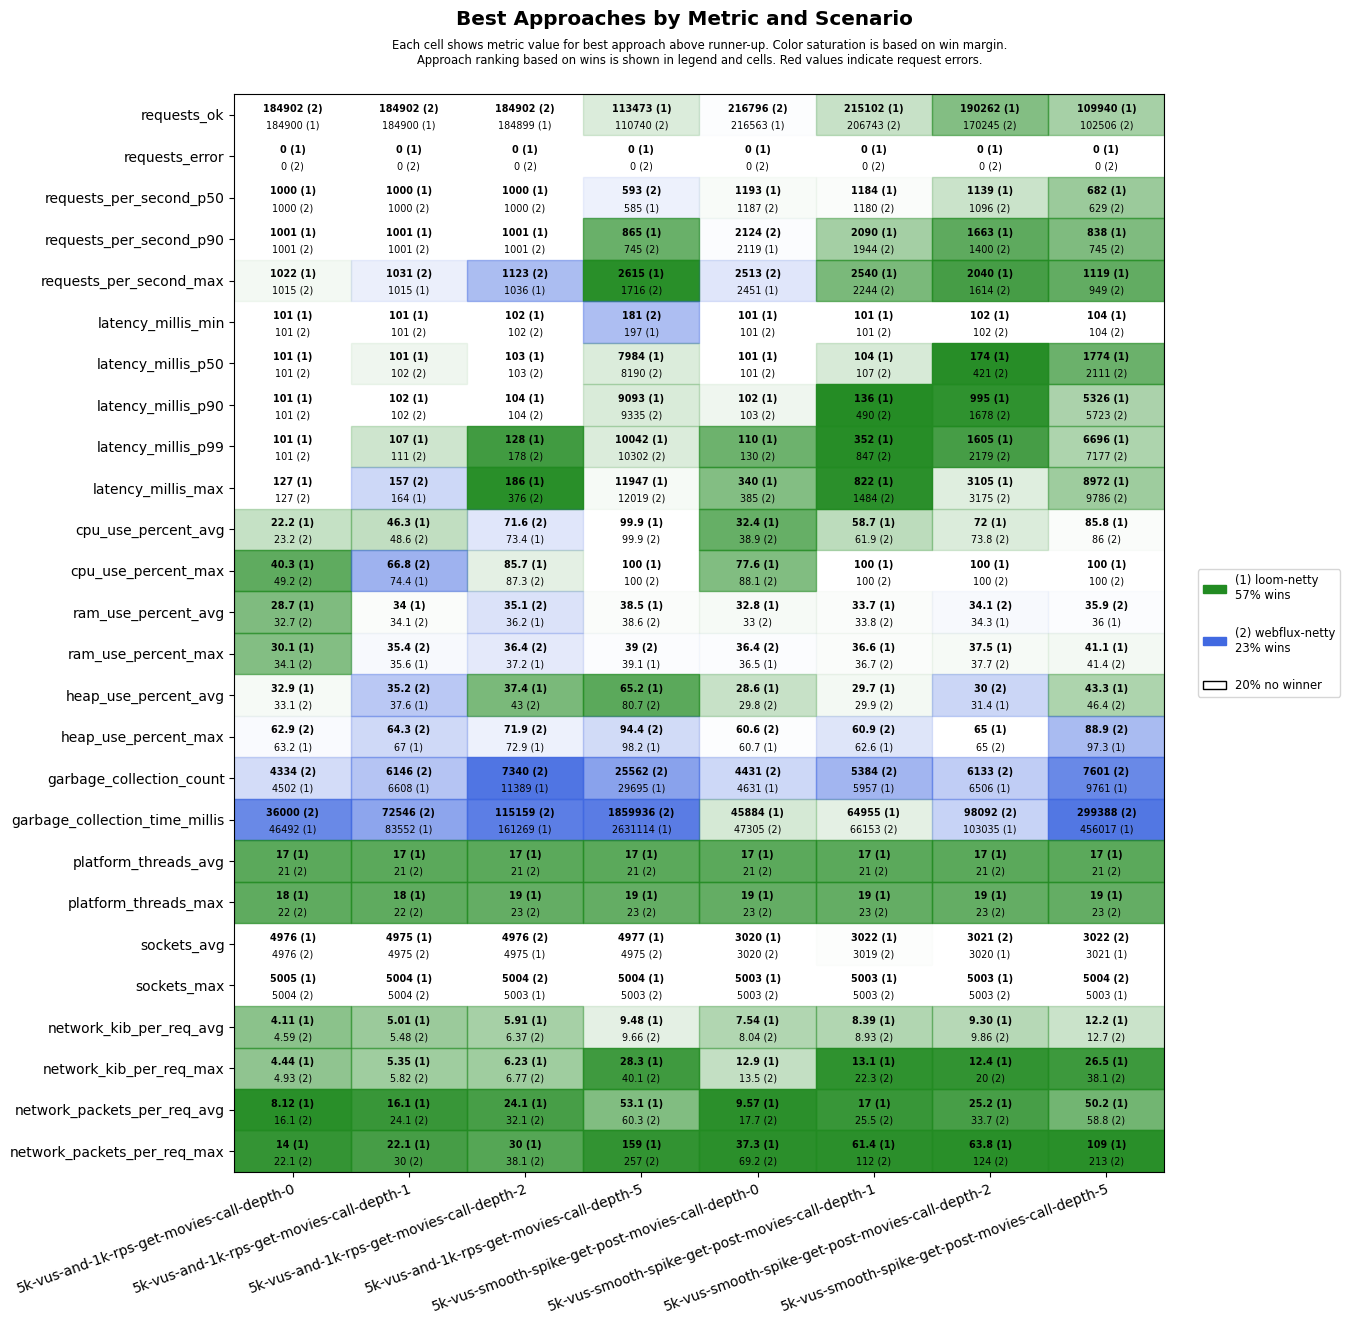 Best Approaches by Metric and Scenario
Each cell shows metric value for best approach above runner-up. Color saturation is based on win margin.
Approach ranking based on wins is shown in legend and cells. Red values indicate request errors.
requests_ok
184902 (2) 184902 (2) 184902 (2) 113473 (1) 216796 (2) 215102 (1) 190262 (1) 109940 (1)
184900 (1) 184900 (1) 184899 (1) 110740 (2) 216563 (1) 206743 (2) 170245 (2) 102506 (2)
requests_error
0 (1) 0 (1) 0 (1) 0 (1) 0 (1) 0 (1) 0 (1) 0 (1)
0 (2) 0 (2) 0 (2) 0 (2) 0 (2) 0 (2) 0 (2) 0 (2)
requests_per_second_p50
1000 (1) 1000 (1) 1000 (1) 593 (2) 1193 (1) 1184 (1) 1139 (1) 682 (1)
1000 (2) 1000 (2) 1000 (2) 585 (1) 1187 (2) 1180 (2) 1096 (2) 629 (2)
requests_per_second_p90
1001 (1) 1001 (1) 1001 (1) 865 (1) 2124 (2) 2090 (1) 1663 (1) 838 (1)
1001 (2) 1001 (2) 1001 (2) 745 (2) 2119 (1) 1944 (2) 1400 (2) 745 (2)
requests_per_second_max
1022 (1) 1031 (2) 1123 (2) 2615 (1) 2513 (2) 2540 (1) 2040 (1) 1119 (1)
1015 (2) 1015 (1) 1036 (1) 1716 (2) 2451 (1) 2244 (2) 1614 (2) 949 (2)
latency_millis_min
101 (1) 101 (1) 102 (1) 181 (2) 101 (1) 101 (1) 102 (1) 104 (1)
101 (2) 101 (2) 102 (2) 197 (1) 101 (2) 101 (2) 102 (2) 104 (2)
latency_millis_p50
101 (1) 101 (1) 103 (1) 7984 (1) 101 (1) 104 (1) 174 (1) 1774 (1)
101 (2) 102 (2) 103 (2) 8190 (2) 101 (2) 107 (2) 421 (2) 2111 (2)
latency_millis_p90
101 (1) 102 (1) 104 (1) 9093 (1) 102 (1) 136 (1) 995 (1) 5326 (1)
101 (2) 102 (2) 104 (2) 9335 (2) 103 (2) 490 (2) 1678 (2) 5723 (2)
latency_millis_p99
101 (1) 107 (1) 128 (1) 10042 (1) 110 (1) 352 (1) 1605 (1) 6696 (1)
101 (2) 111 (2) 178 (2) 10302 (2) 130 (2) 847 (2) 2179 (2) 7177 (2)
latency_millis_max
127 (1) 157 (2) 186 (1) 11947 (1) 340 (1) 822 (1) 3105 (1) 8972 (1)
127 (2) 164 (1) 376 (2) 12019 (2) 385 (2) 1484 (2) 3175 (2) 9786 (2)
cpu_use_percent_avg
22.2 (1) 46.3 (1) 71.6 (2) 99.9 (1) 32.4 (1) 58.7 (1) 72 (1) 85.8 (1)
23.2 (2) 48.6 (2) 73.4 (1) 99.9 (2) 38.9 (2) 61.9 (2) 73.8 (2) 86 (2)
cpu_use_percent_max
40.3 (1) 66.8 (2) 85.7 (1) 100 (1) 77.6 (1) 100 (1) 100 (1) 100 (1)
49.2 (2) 74.4 (1) 87.3 (2) 100 (2) 88.1 (2) 100 (2) 100 (2) 100 (2)
ram_use_percent_avg
28.7 (1) 34 (1) 35.1 (2) 38.5 (1) 32.8 (1) 33.7 (1) 34.1 (2) 35.9 (2)
32.7 (2) 34.1 (2) 36.2 (1) 38.6 (2) 33 (2) 33.8 (2) 34.3 (1) 36 (1)
ram_use_percent_max
30.1 (1) 35.4 (2) 36.4 (2) 39 (2) 36.4 (2) 36.6 (1) 37.5 (1) 41.1 (1)
34.1 (2) 35.6 (1) 37.2 (1) 39.1 (1) 36.5 (1) 36.7 (2) 37.7 (2) 41.4 (2)
heap_use_percent_avg
32.9 (1) 35.2 (2) 37.4 (1) 65.2 (1) 28.6 (1) 29.7 (1) 30 (2) 43.3 (1)
33.1 (2) 37.6 (1) 43 (2) 80.7 (2) 29.8 (2) 29.9 (2) 31.4 (1) 46.4 (2)
heap_use_percent_max
62.9 (2) 64.3 (2) 71.9 (2) 94.4 (2) 60.6 (2) 60.9 (2) 65 (1) 88.9 (2)
63.2 (1) 67 (1) 72.9 (1) 98.2 (1) 60.7 (1) 62.6 (1) 65 (2) 97.3 (1)
garbage_collection_count
4334 (2) 6146 (2) 7340 (2) 25562 (2) 4431 (2) 5384 (2) 6133 (2) 7601 (2)
4502 (1) 6608 (1) 11389 (1) 29695 (1) 4631 (1) 5957 (1) 6506 (1) 9761 (1)
garbage_collection_time_millis
36000 (2) 72546 (2) 115159 (2) 1859936 (2) 45884 (1) 64955 (1) 98092 (2) 299388 (2)
46492 (1) 83552 (1) 161269 (1) 2631114 (1) 47305 (2) 66153 (2) 103035 (1) 456017 (1)
platform_threads_avg
17 (1) 17 (1) 17 (1) 17 (1) 17 (1) 17 (1) 17 (1) 17 (1)
21 (2) 21 (2) 21 (2) 21 (2) 21 (2) 21 (2) 21 (2) 21 (2)
platform_threads_max
18 (1) 18 (1) 19 (1) 19 (1) 19 (1) 19 (1) 19 (1) 19 (1)
22 (2) 22 (2) 23 (2) 23 (2) 23 (2) 23 (2) 23 (2) 23 (2)
sockets_avg
4976 (1) 4975 (1) 4976 (2) 4977 (1) 3020 (1) 3022 (1) 3021 (2) 3022 (2)
4976 (2) 4975 (2) 4975 (1) 4975 (2) 3020 (2) 3019 (2) 3020 (1) 3021 (1)
sockets_max
5005 (1) 5004 (1) 5004 (2) 5004 (1) 5003 (1) 5003 (1) 5003 (1) 5004 (2)
5004 (2) 5004 (2) 5003 (1) 5003 (2) 5003 (2) 5003 (2) 5003 (2) 5003 (1)
network_kib_per_req_avg
4.11 (1) 5.01 (1) 5.91 (1) 9.48 (1) 7.54 (1) 8.39 (1) 9.30 (1) 12.2 (1)
4.59 (2) 5.48 (2) 6.37 (2) 9.66 (2) 8.04 (2) 8.93 (2) 9.86 (2) 12.7 (2)
network_kib_per_req_max
4.44 (1) 5.35 (1) 6.23 (1) 28.3 (1) 12.9 (1) 13.1 (1) 12.4 (1) 26.5 (1)
4.93 (2) 5.82 (2) 6.77 (2) 40.1 (2) 13.5 (2) 22.3 (2) 20 (2) 38.1 (2)
network_packets_per_req_avg
8.12 (1) 16.1 (1) 24.1 (1) 53.1 (1) 9.57 (1) 17 (1) 25.2 (1) 50.2 (1)
16.1 (2) 24.1 (2) 32.1 (2) 60.3 (2) 17.7 (2) 25.5 (2) 33.7 (2) 58.8 (2)
network_packets_per_req_max
14 (1) 22.1 (1) 30 (1) 159 (1) 37.3 (1) 61.4 (1) 63.8 (1) 109 (1)
22.1 (2) 30 (2) 38.1 (2) 257 (2) 69.2 (2) 112 (2) 124 (2) 213 (2)
5k-vus-and-1k-rps-get-movies-call-depth-0
5k-vus-and-1k-rps-get-movies-call-depth-1
5k-vus-and-1k-rps-get-movies-call-depth-2
5k-vus-and-1k-rps-get-movies-call-depth-5
5k-vus-smooth-spike-get-post-movies-call-depth-0
5k-vus-smooth-spike-get-post-movies-call-depth-1
5k-vus-smooth-spike-get-post-movies-call-depth-2
5k-vus-smooth-spike-get-post-movies-call-depth-5
(1) loom-netty
57% wins
(2) webflux-netty
23% wins
20% no winner